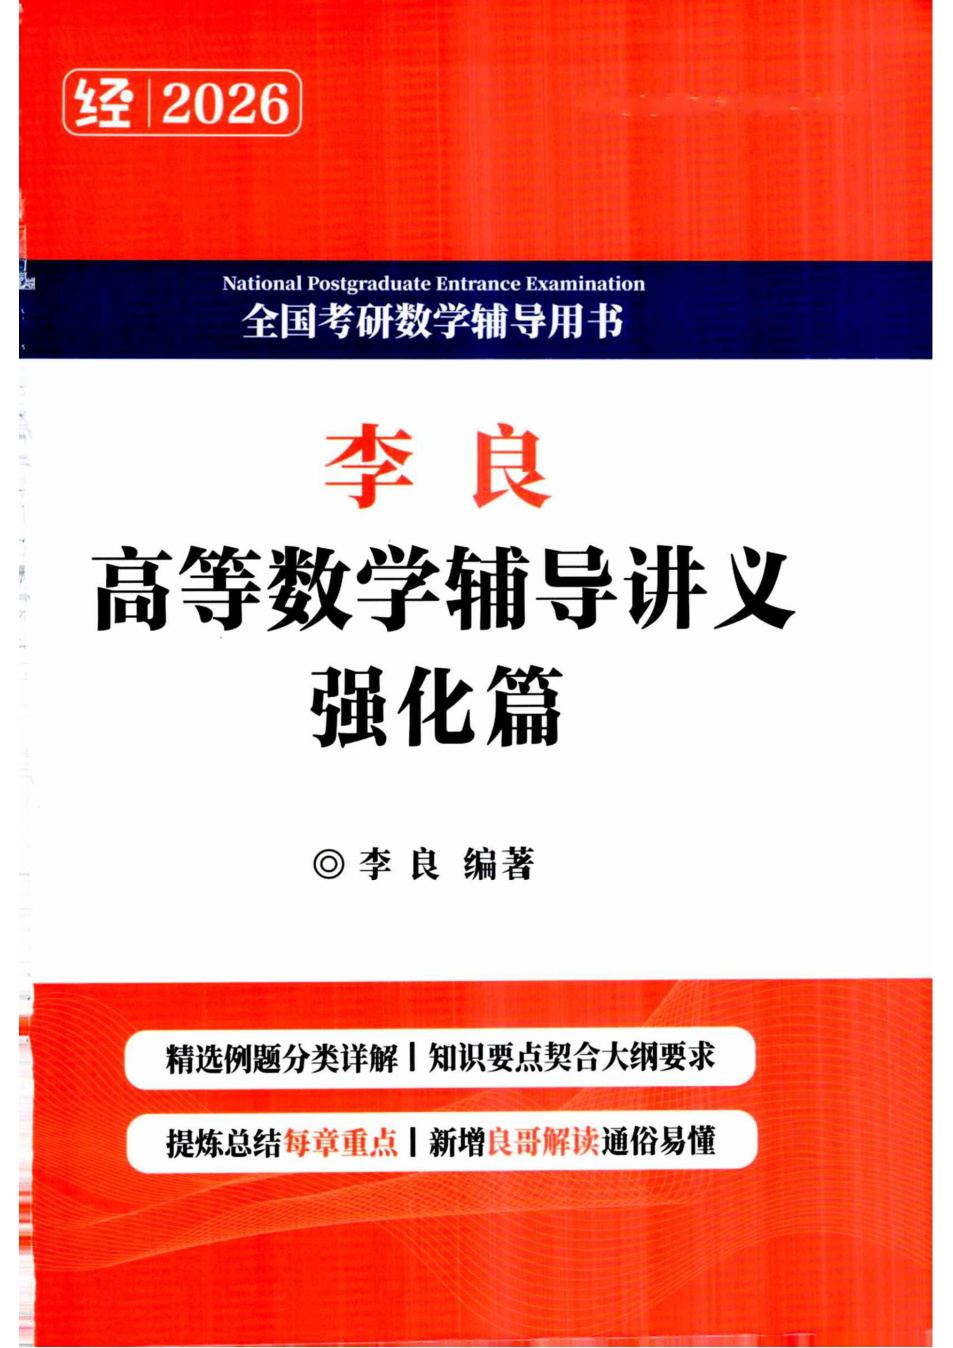 经 | 2026
National Postgraduate Entrance Examination
全国考研数学辅导用书
李 良
高等数学辅导讲义
强化篇
◎ 李 良 编著
精选例题分类详解 | 知识要点契合大纲要求
提炼总结每章重点 | 新增良哥解读通俗易懂